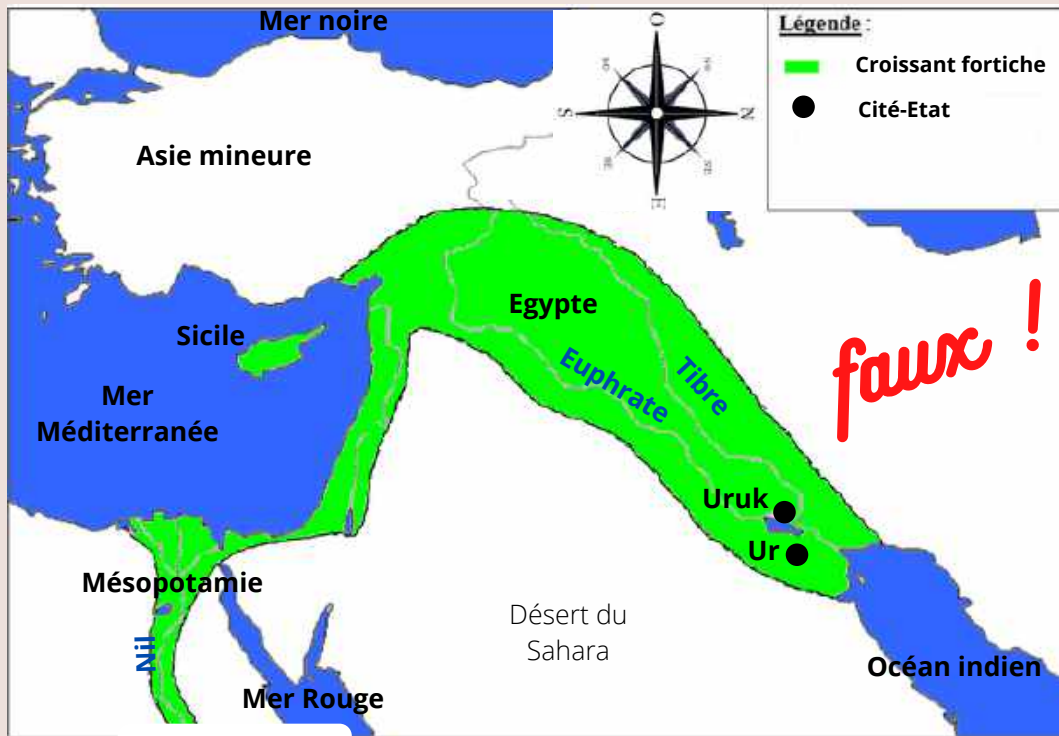 Mer noire
O
Légende :
Croissant fortiche
Cité-Etat
S
N
E
Asie mineure
Sicile
Egypte
faux !
Euphrate
Tibre
Mer
Méditerranée
Uruk
Ur
Mésopotamie
Nil
Désert du
Sahara
Océan indien
Mer Rouge